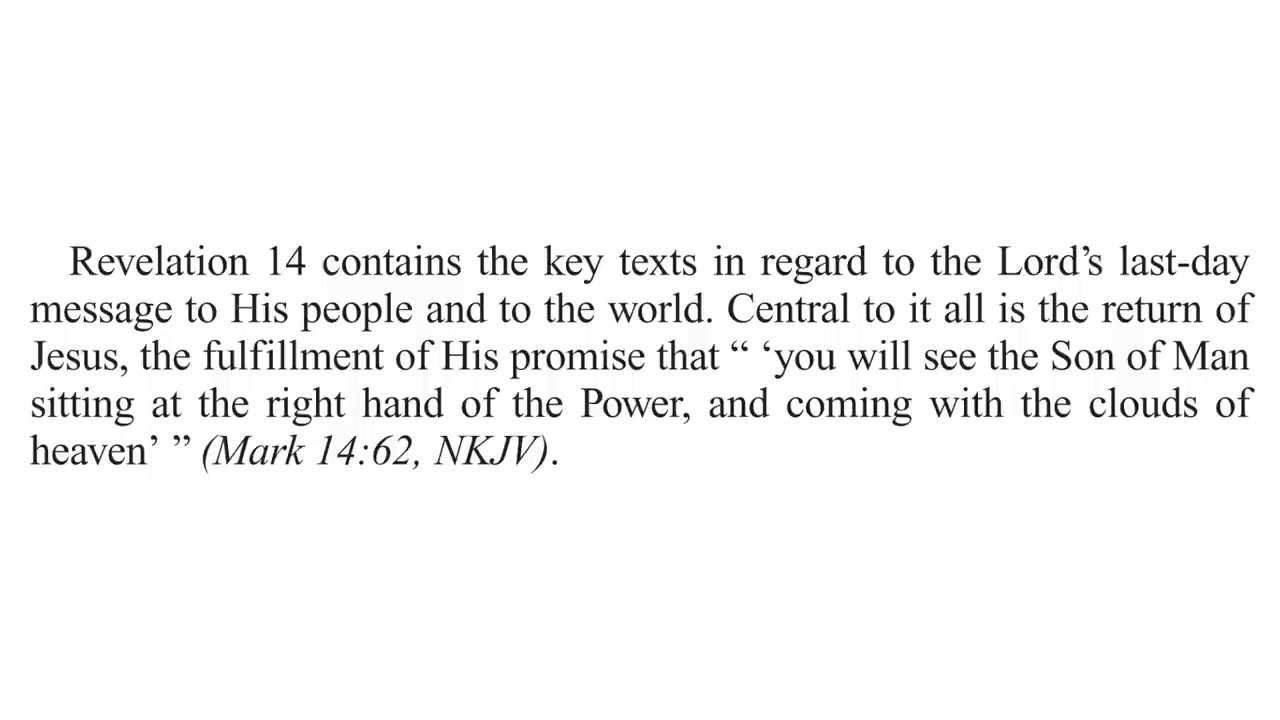 Revelation 14 contains the key texts in regard to the Lord’s last-day
message to His people and to the world. Central to it all is the return of
Jesus, the fulfillment of His promise that “ ‘you will see the Son of Man
sitting at the right hand of the Power, and coming with the clouds of
heaven’ ” (Mark 14:62, NKJV).